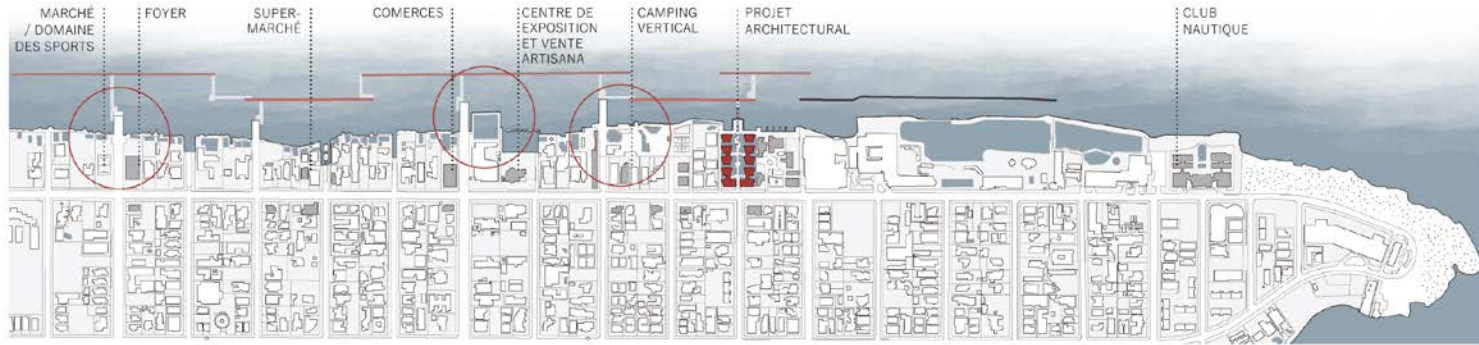 MARCHÉ
/ DOMAINE
DES SPORTS
FOYER
SUPER-
MARCHÉ
COMERCES
CENTRE DE
EXPOSITION
ET VENTE
ARTISANA
CAMPING
VERTICAL
PROJET
ARCHITECTURAL
CLUB
NAUTIQUE